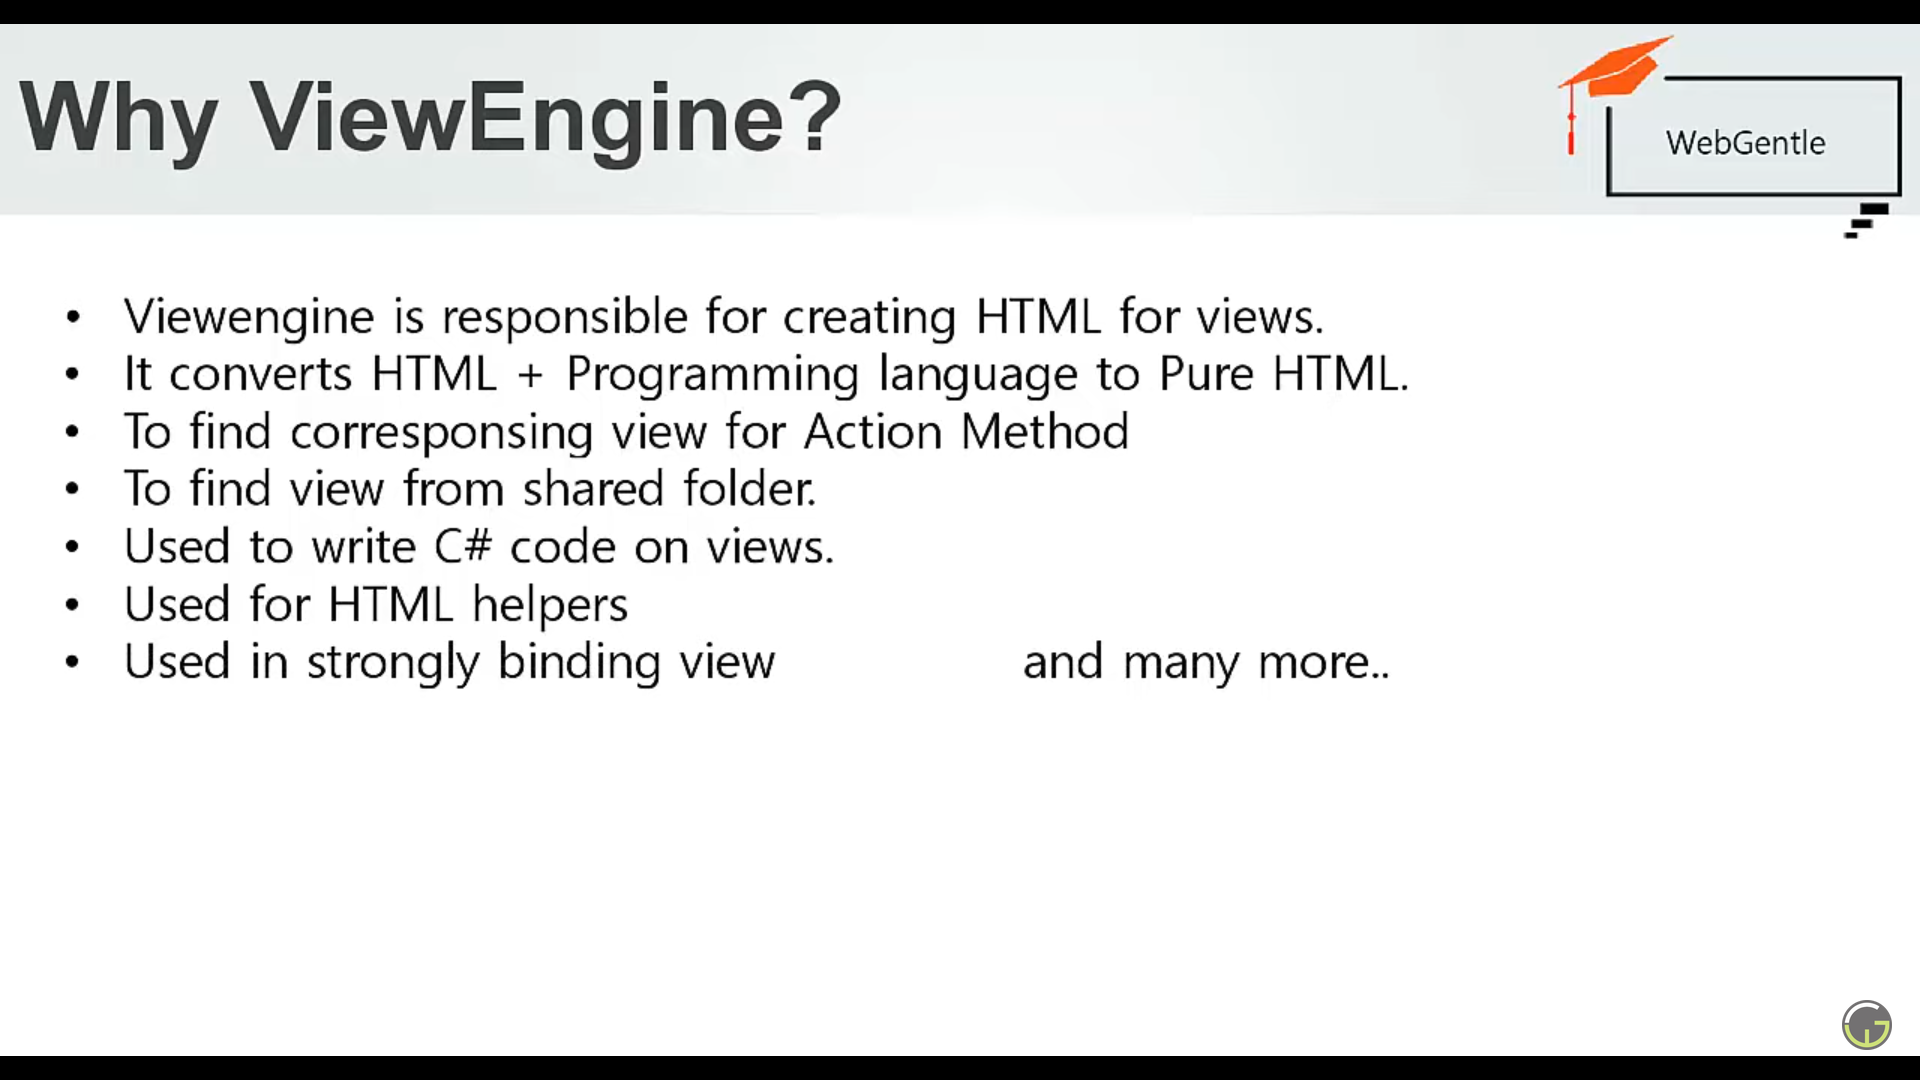 Why ViewEngine?
WebGentle
• Viewengine is responsible for creating HTML for views.
• It converts HTML + Programming language to Pure HTML.
• To find corresponsing view for Action Method
• To find view from shared folder.
• Used to write C# code on views.
• Used for HTML helpers
• Used in strongly binding view and many more..